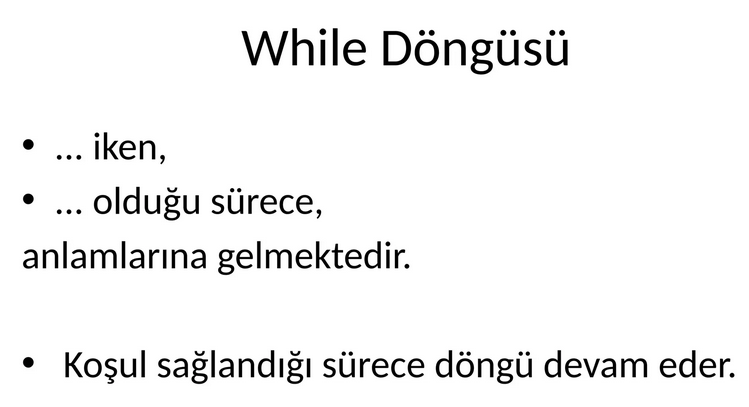 While Döngüsü
• ... iken,
• ... olduğu sürece,
anlamlarına gelmektedir.
• Koşul sağlandığı sürece döngü devam eder.